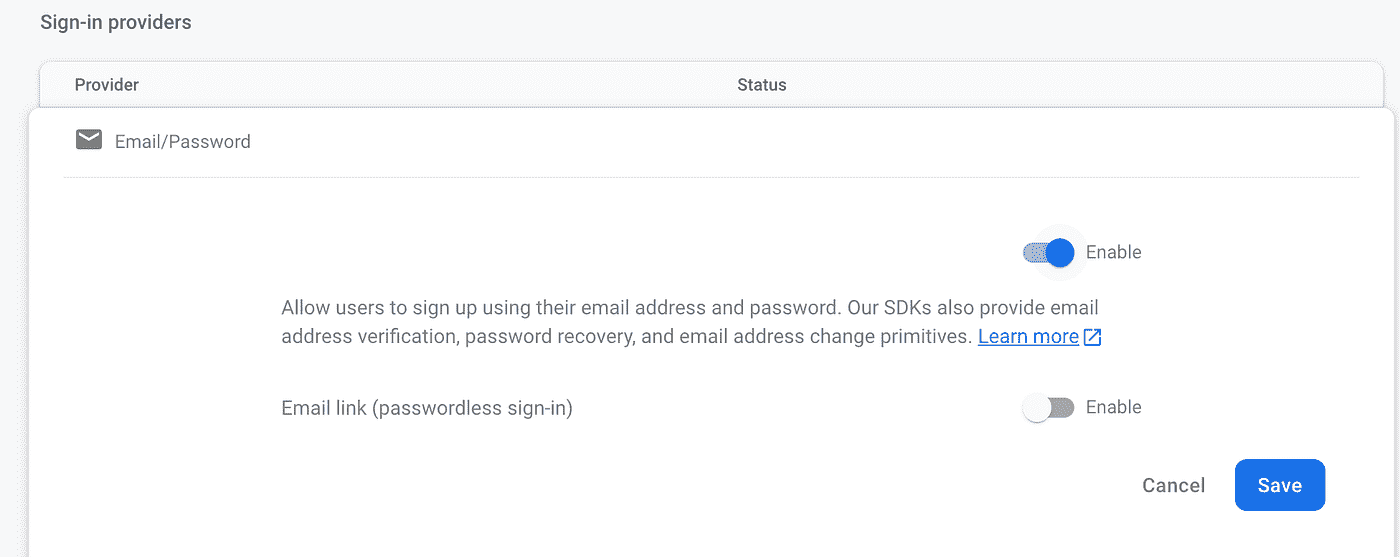 Sign-in providers
Provider Status
Email/Password
Enable
Allow users to sign up using their email address and password. Our SDKs also provide email
address verification, password recovery, and email address change primitives. Learn more
Email link (passwordless sign-in) Enable
Cancel Save